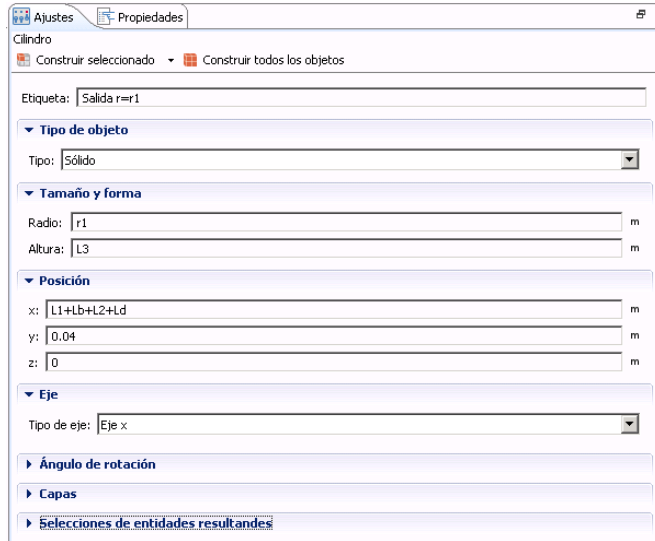 Ajustes Propiedades
Cilindro
Construir seleccionado Construir todos los objetos
Etiqueta: Salida r=r1
Tipo de objeto
Tipo: Sólido
Tamaño y forma
Radio: r1 m
Altura: L3 m
Posición
x: L1+Lb+L2+Ld m
y: 0.04 m
z: 0 m
Eje
Tipo de eje: Eje x
Ángulo de rotación
Capas
Selecciones de entidades resultandes